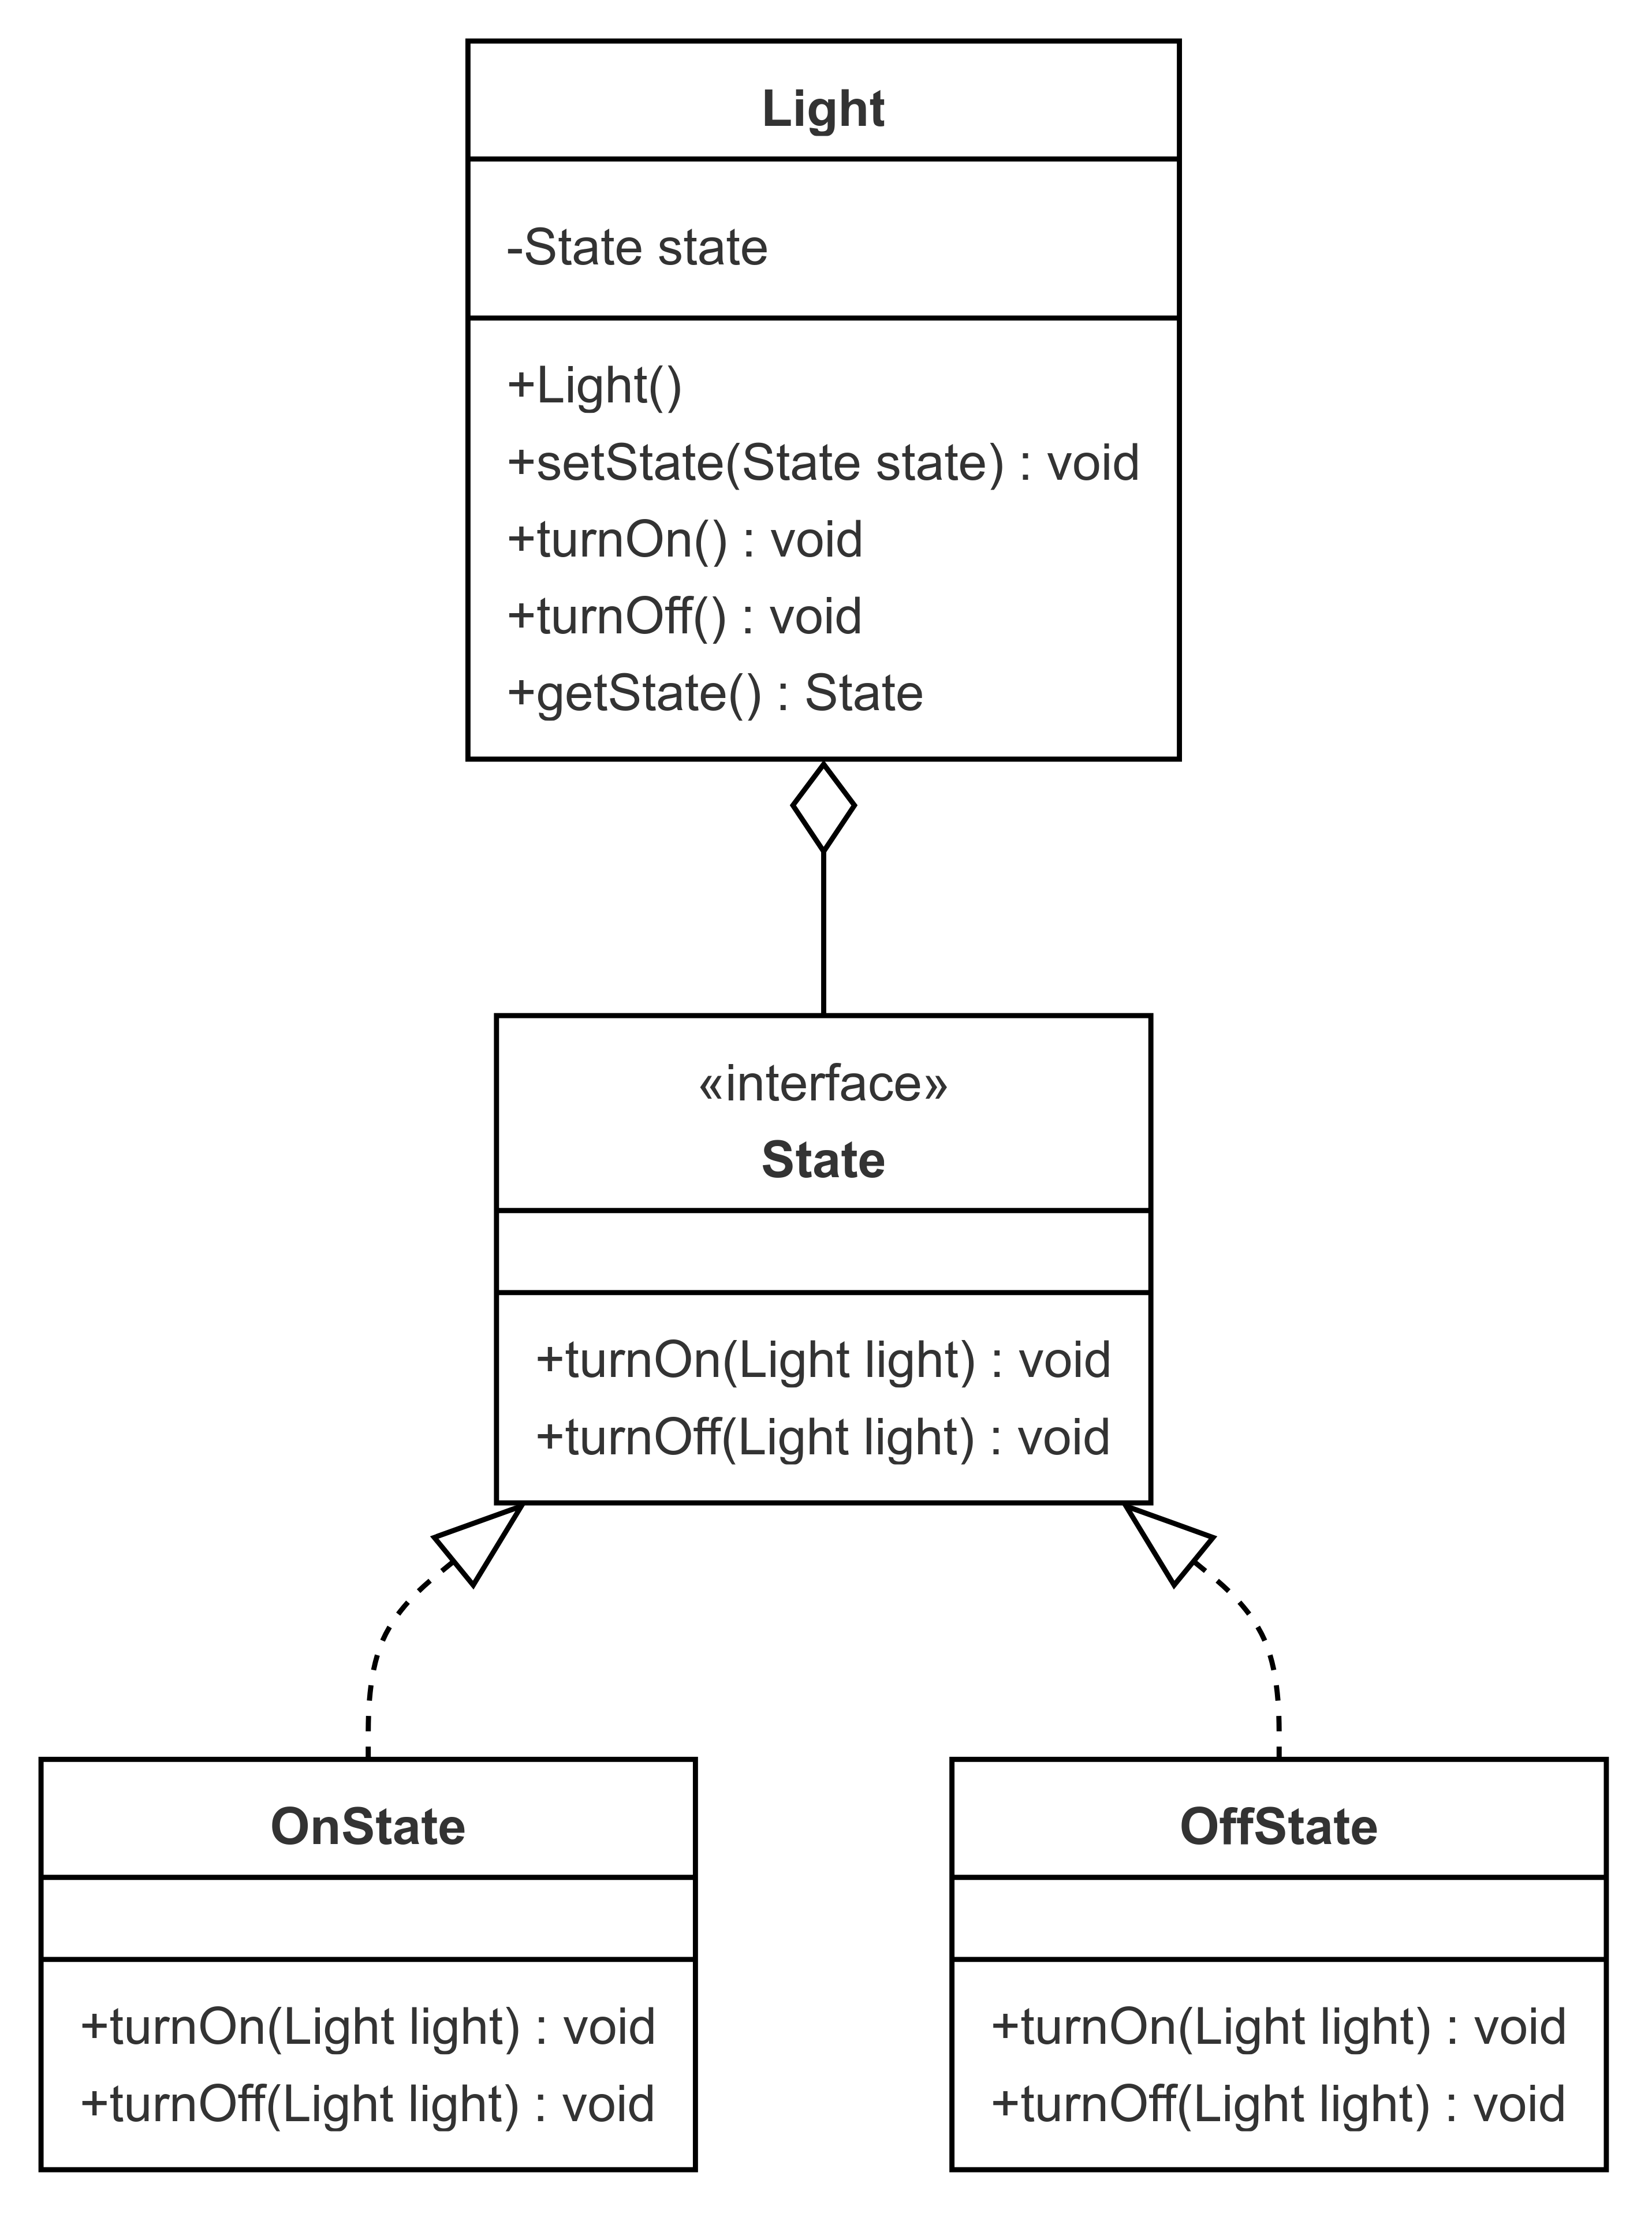 Light
-State state
+Light()
+setState(State state) : void
+turnOn() : void
+turnOff() : void
+getState() : State
«interface»
State
+turnOn(Light light) : void
+turnOff(Light light) : void
OnState
+turnOn(Light light) : void
+turnOff(Light light) : void
OffState
+turnOn(Light light) : void
+turnOff(Light light) : void